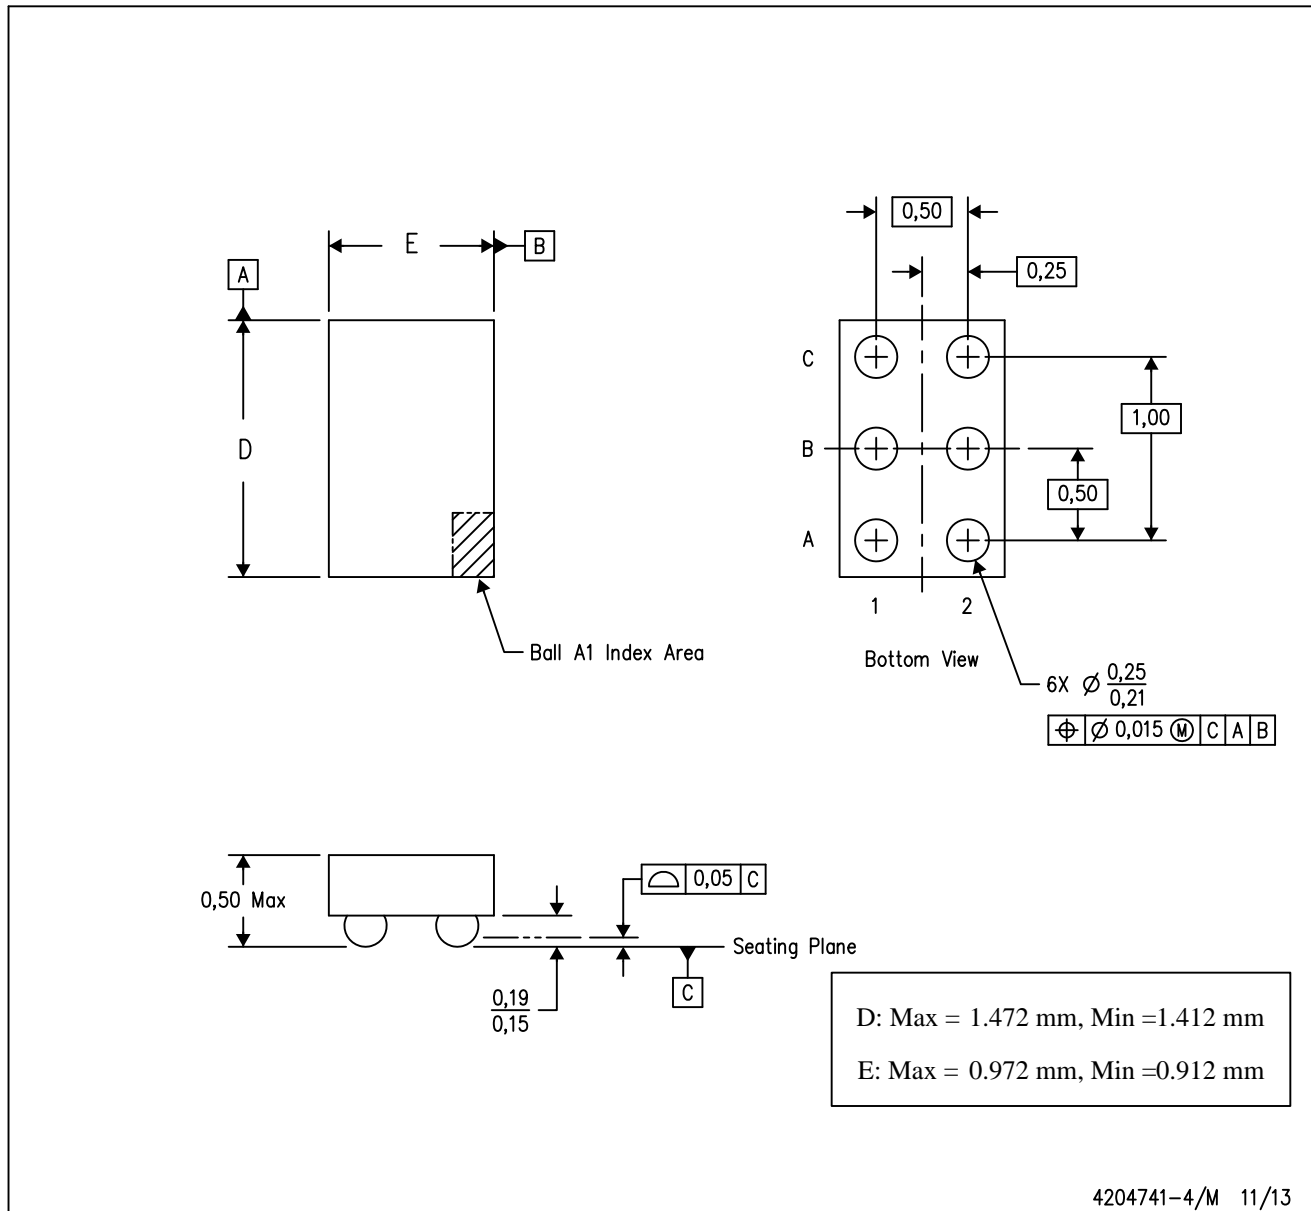 0,50
E
B
0,25
A
C
1,00
D
B
0,50
A
1 2
Ball A1 Index Area
Bottom View
6X Ø 0,25
0,21
⌖ Ø 0,015 Ⓜ C A B
0,50 Max
⌓ 0,05 C
Seating Plane
C
0,19
0,15
D: Max = 1.472 mm, Min =1.412 mm
E: Max = 0.972 mm, Min =0.912 mm
4204741-4/M 11/13